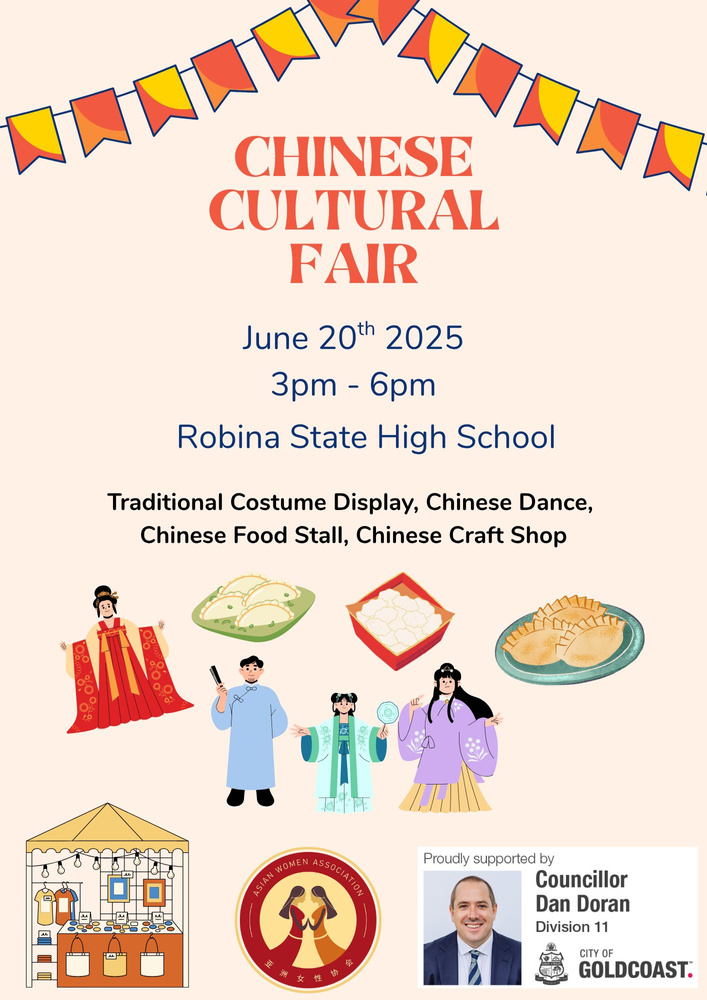 CHINESE
CULTURAL
FAIR
June 20th 2025
3pm - 6pm
Robina State High School
Traditional Costume Display, Chinese Dance,
Chinese Food Stall, Chinese Craft Shop
ASIAN WOMEN ASSOCIATION
亚洲女性协会
Proudly supported by
Councillor
Dan Doran
Division 11
CITY OF
GOLDCOAST.